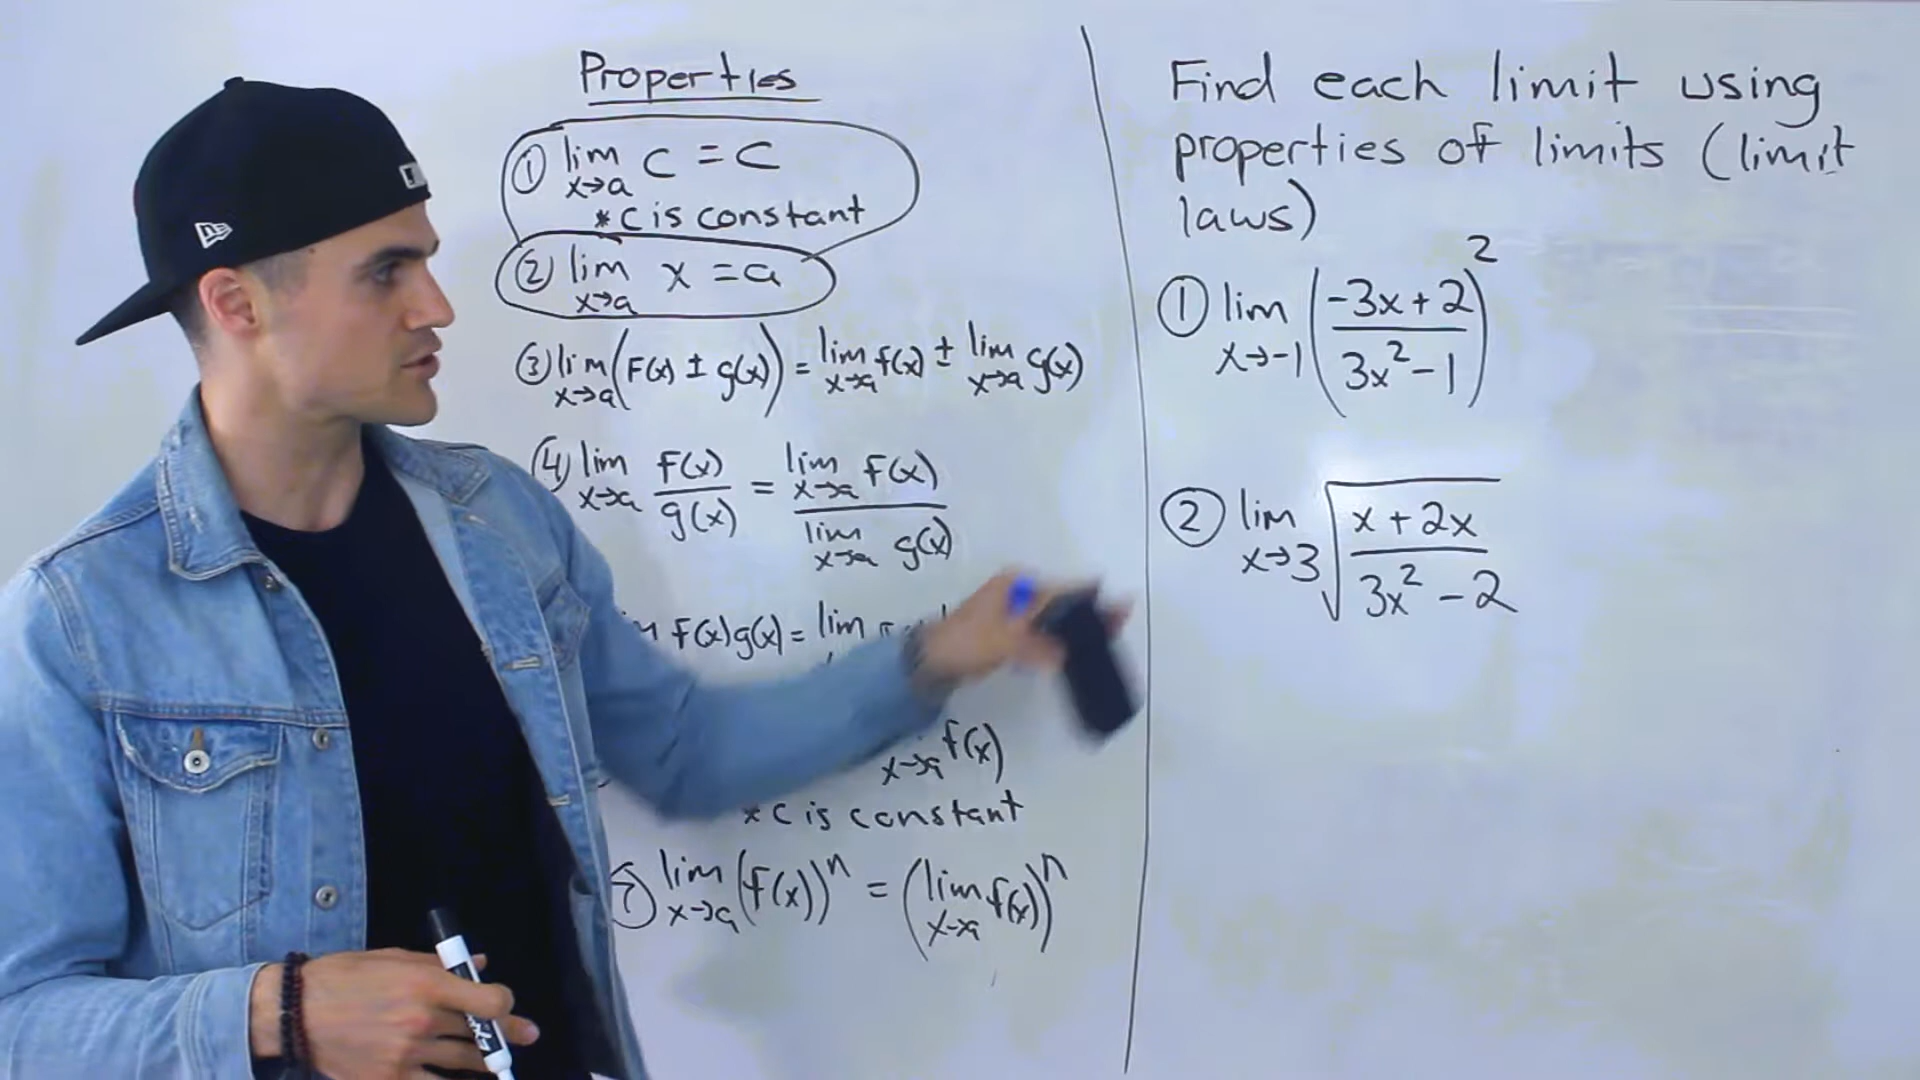 Properties
① lim x→a c = c
*c is constant
② lim x→a x = a
③ lim x→a (f(x) ± g(x)) = lim x→a f(x) ± lim x→a g(x)
④ lim x→a f(x)/g(x) = lim x→a f(x) / lim x→a g(x)
f(x)g(x) = lim
x→a f(x)
*c is constant
⑦ lim x→a (f(x))^n = (lim x→a f(x))^n
Find each limit using
properties of limits (limit
laws)
① lim x→-1 ((-3x+2)/(3x²-1))²
② lim x→3 √((x+2x)/(3x²-2))